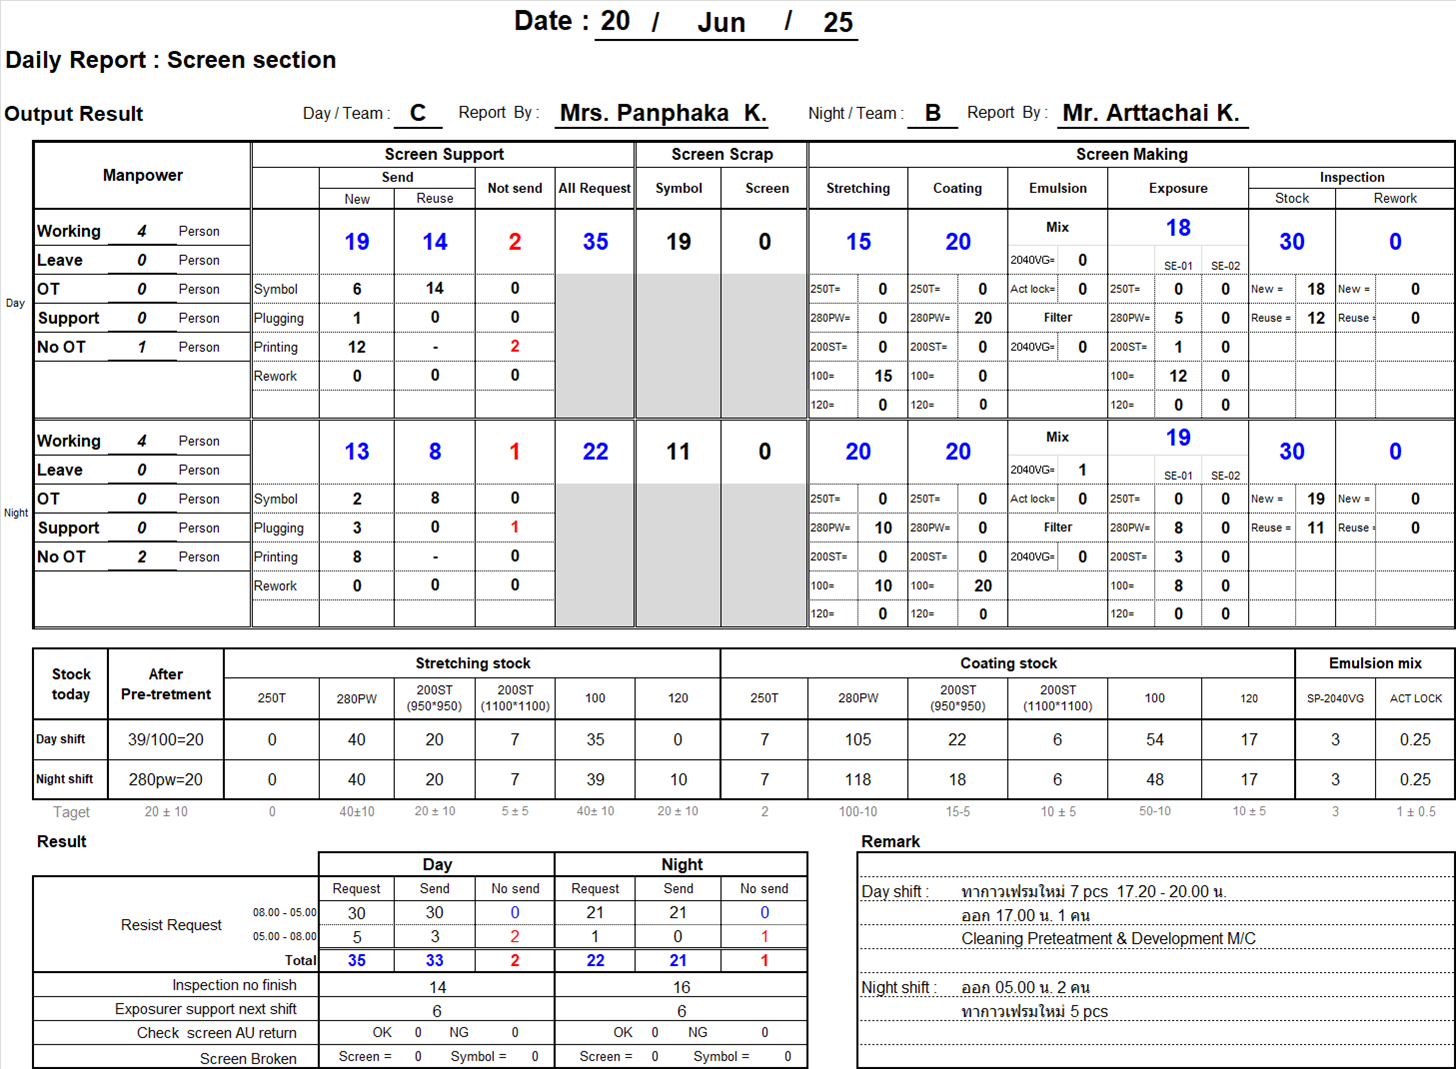 Date : 20 / Jun / 25
Daily Report : Screen section
Output Result Day / Team : C Report By : Mrs. Panphaka K. Night / Team : B Report By : Mr. Arttachai K.
Manpower Screen Support Screen Scrap Screen Making
Send Not send All Request Symbol Screen Stretching Coating Emulsion Exposure Inspection
New Reuse Stock Rework
Day
Working 4 Person 19 14 2 35 19 0 15 20 Mix 18 30 0
Leave 0 Person 2040VG= 0 SE-01 SE-02
OT 0 Person Symbol 6 14 0 250T= 0 250T= 0 Act lock= 0 250T= 0 0 New = 18 New = 0
Support 0 Person Plugging 1 0 0 280PW= 0 280PW= 20 Filter 280PW= 5 0 Reuse = 12 Reuse = 0
No OT 1 Person Printing 12 - 2 200ST= 0 200ST= 0 2040VG= 0 200ST= 1 0
Rework 0 0 0 100= 15 100= 0 100= 12 0
120= 0 120= 0 120= 0 0
Night
Working 4 Person 13 8 1 22 11 0 20 20 Mix 19 30 0
Leave 0 Person 2040VG= 1 SE-01 SE-02
OT 0 Person Symbol 2 8 0 250T= 0 250T= 0 Act lock= 0 250T= 0 0 New = 19 New = 0
Support 0 Person Plugging 3 0 1 280PW= 10 280PW= 0 Filter 280PW= 8 0 Reuse = 11 Reuse = 0
No OT 2 Person Printing 8 - 0 200ST= 0 200ST= 0 2040VG= 0 200ST= 3 0
Rework 0 0 0 100= 10 100= 20 100= 8 0
120= 0 120= 0 120= 0 0
Stock today After Pre-tretment Stretching stock Coating stock Emulsion mix
250T 280PW 200ST (950*950) 200ST (1100*1100) 100 120 250T 280PW 200ST (950*950) 200ST (1100*1100) 100 120 SP-2040VG ACT LOCK
Day shift 39/100=20 0 40 20 7 35 0 7 105 22 6 54 17 3 0.25
Night shift 280pw=20 0 40 20 7 39 10 7 118 18 6 48 17 3 0.25
Taget 20 ± 10 0 40±10 20 ± 10 5 ± 5 40± 10 20 ± 10 2 100-10 15-5 10 ± 5 50-10 10 ± 5 3 1 ± 0.5
Result
Day Night
Request Send No send Request Send No send
Resist Request
08.00 - 05.00 30 30 0 21 21 0
05.00 - 08.00 5 3 2 1 0 1
Total 35 33 2 22 21 1
Inspection no finish 14 16
Exposurer support next shift 6 6
Check screen AU return OK 0 NG 0 OK 0 NG 0
Screen Broken Screen = 0 Symbol = 0 Screen = 0 Symbol = 0
Remark
Day shift : ทากาวเฟรมใหม่ 7 pcs 17.20 - 20.00 น.
ออก 17.00 น. 1 คน
Cleaning Preteatment & Development M/C
Night shift : ออก 05.00 น. 2 คน
ทากาวเฟรมใหม่ 5 pcs